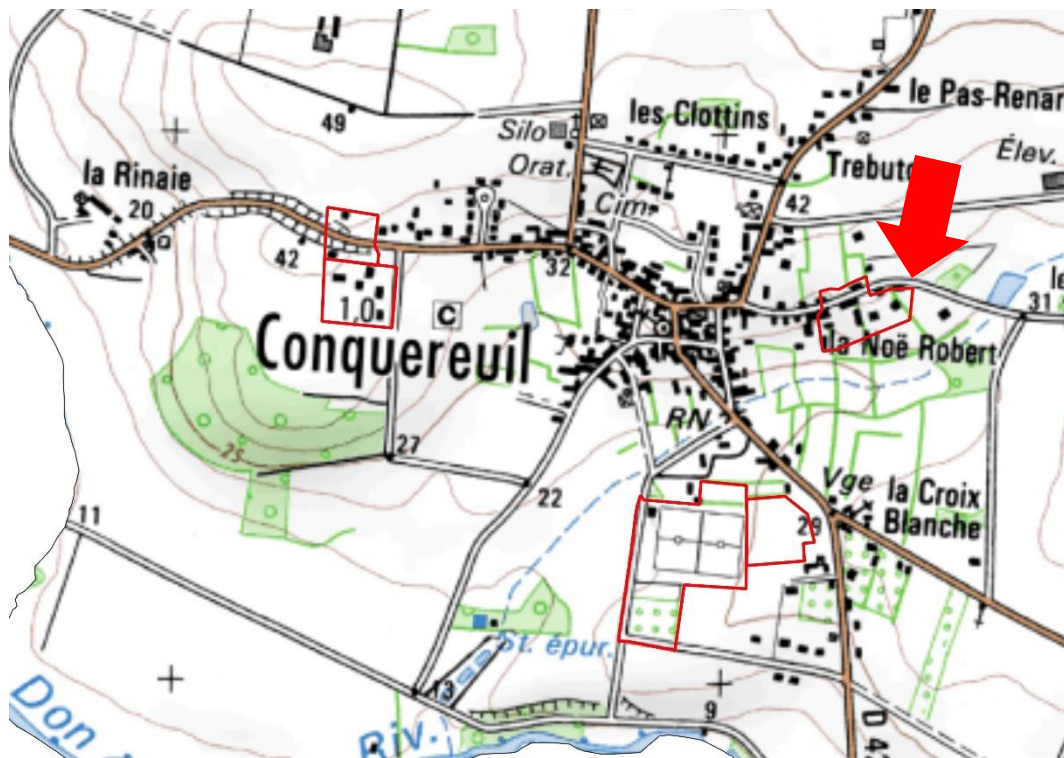 49
Silo
Orat.
Cim.
les Clottins
le Pas-Renar
Trebut
Élev.
la Rinaie
20
42
42
32
1,0
C
Conquereuil
la Noë Robert
31
le
25
27
22
RN
Vge
la Croix
Blanche
29
11
St. épur.
13
9
Don
Riv.
D 4